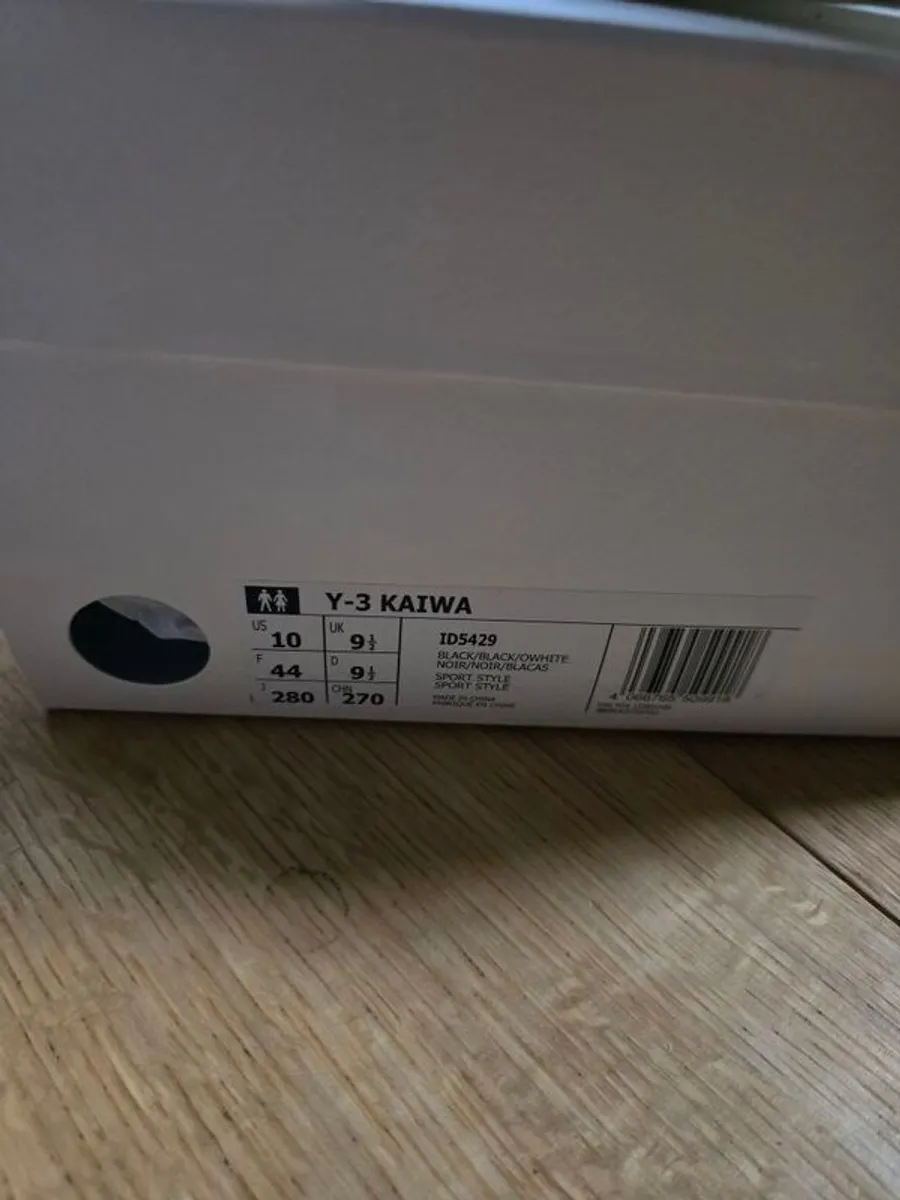 Y-3 KAIWA
US 10 UK 9½
F 44 D 9½
J 280 CHN 270
ID5429
BLACK/BLACK/OWHITE
NOIR/NOIR/BLACAS
SPORT STYLE
SPORT STYLE
MADE IN CHINA
FABRIQUE EN CHINE